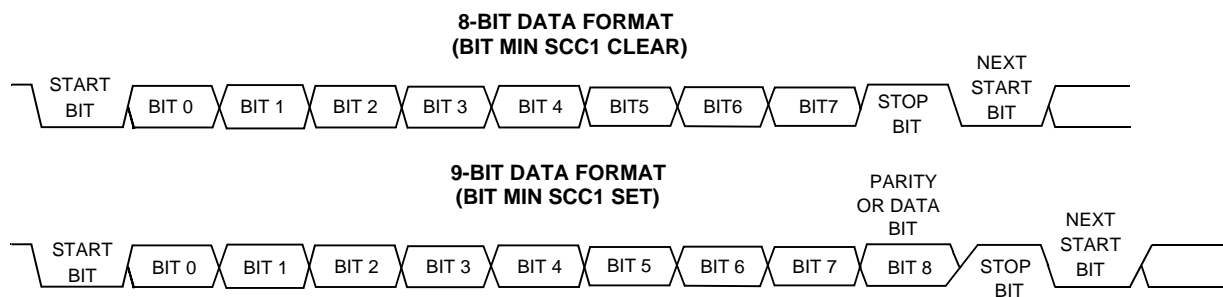 8-BIT DATA FORMAT
(BIT MIN SCC1 CLEAR)
START
BIT
BIT 0
BIT 1
BIT 2
BIT 3
BIT 4
BIT5
BIT6
BIT7
STOP
BIT
NEXT
START
BIT
9-BIT DATA FORMAT
(BIT MIN SCC1 SET)
START
BIT
BIT 0
BIT 1
BIT 2
BIT 3
BIT 4
BIT 5
BIT 6
BIT 7
PARITY
OR DATA
BIT
BIT 8
STOP
BIT
NEXT
START
BIT